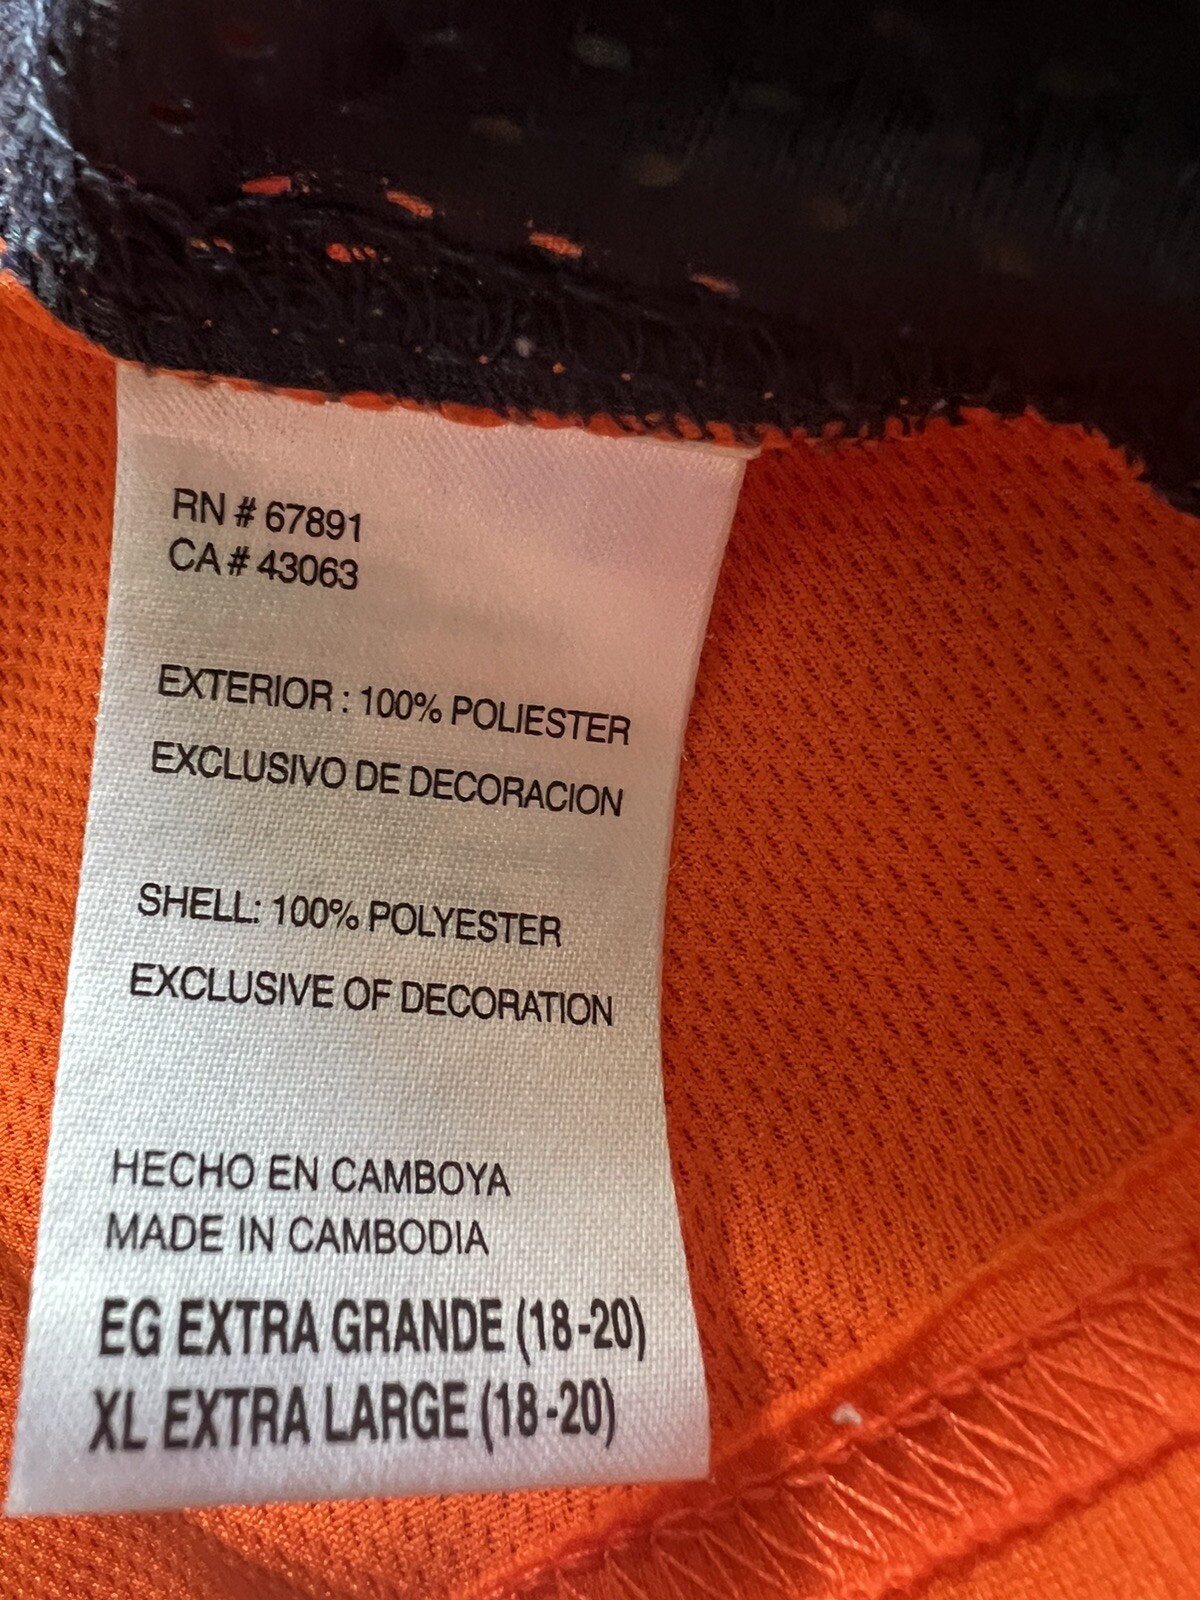 RN # 67891
CA # 43063
EXTERIOR : 100% POLIESTER
EXCLUSIVO DE DECORACION
SHELL: 100% POLYESTER
EXCLUSIVE OF DECORATION
HECHO EN CAMBOYA
MADE IN CAMBODIA
EG EXTRA GRANDE (18-20)
XL EXTRA LARGE (18-20)